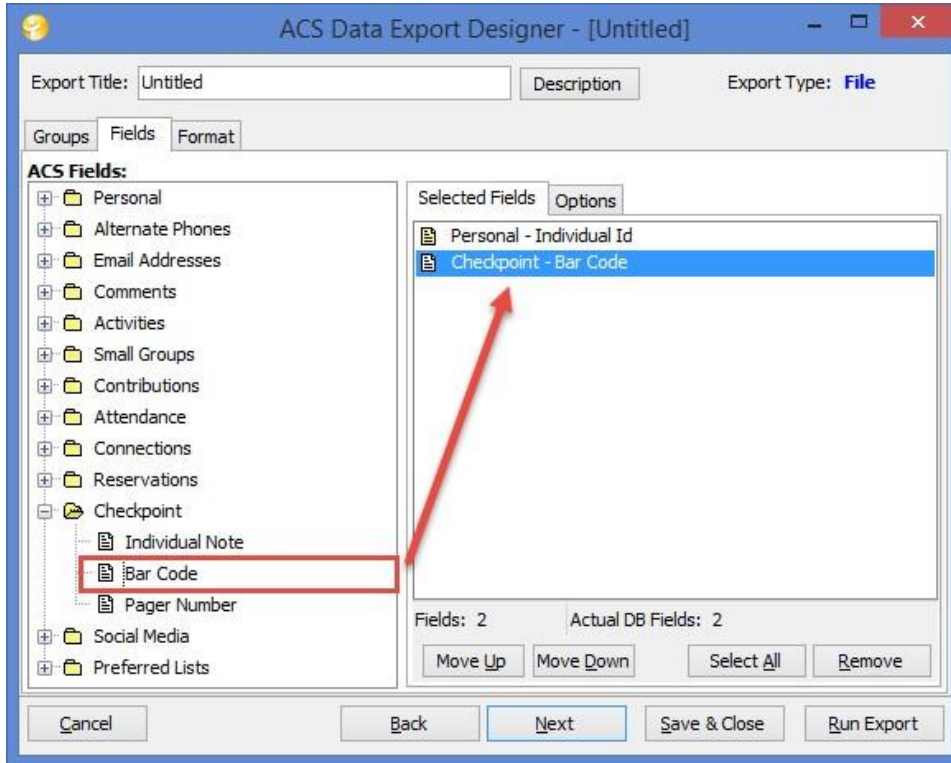 ACS Data Export Designer - [Untitled]
Export Title: Untitled Description Export Type: File
Groups Fields Format
ACS Fields:
Personal
Alternate Phones
Email Addresses
Comments
Activities
Small Groups
Contributions
Attendance
Connections
Reservations
Checkpoint
Individual Note
Bar Code
Pager Number
Social Media
Preferred Lists
Selected Fields Options
Personal - Individual Id
Checkpoint - Bar Code
Fields: 2 Actual DB Fields: 2
Move Up Move Down Select All Remove
Cancel Back Next Save & Close Run Export